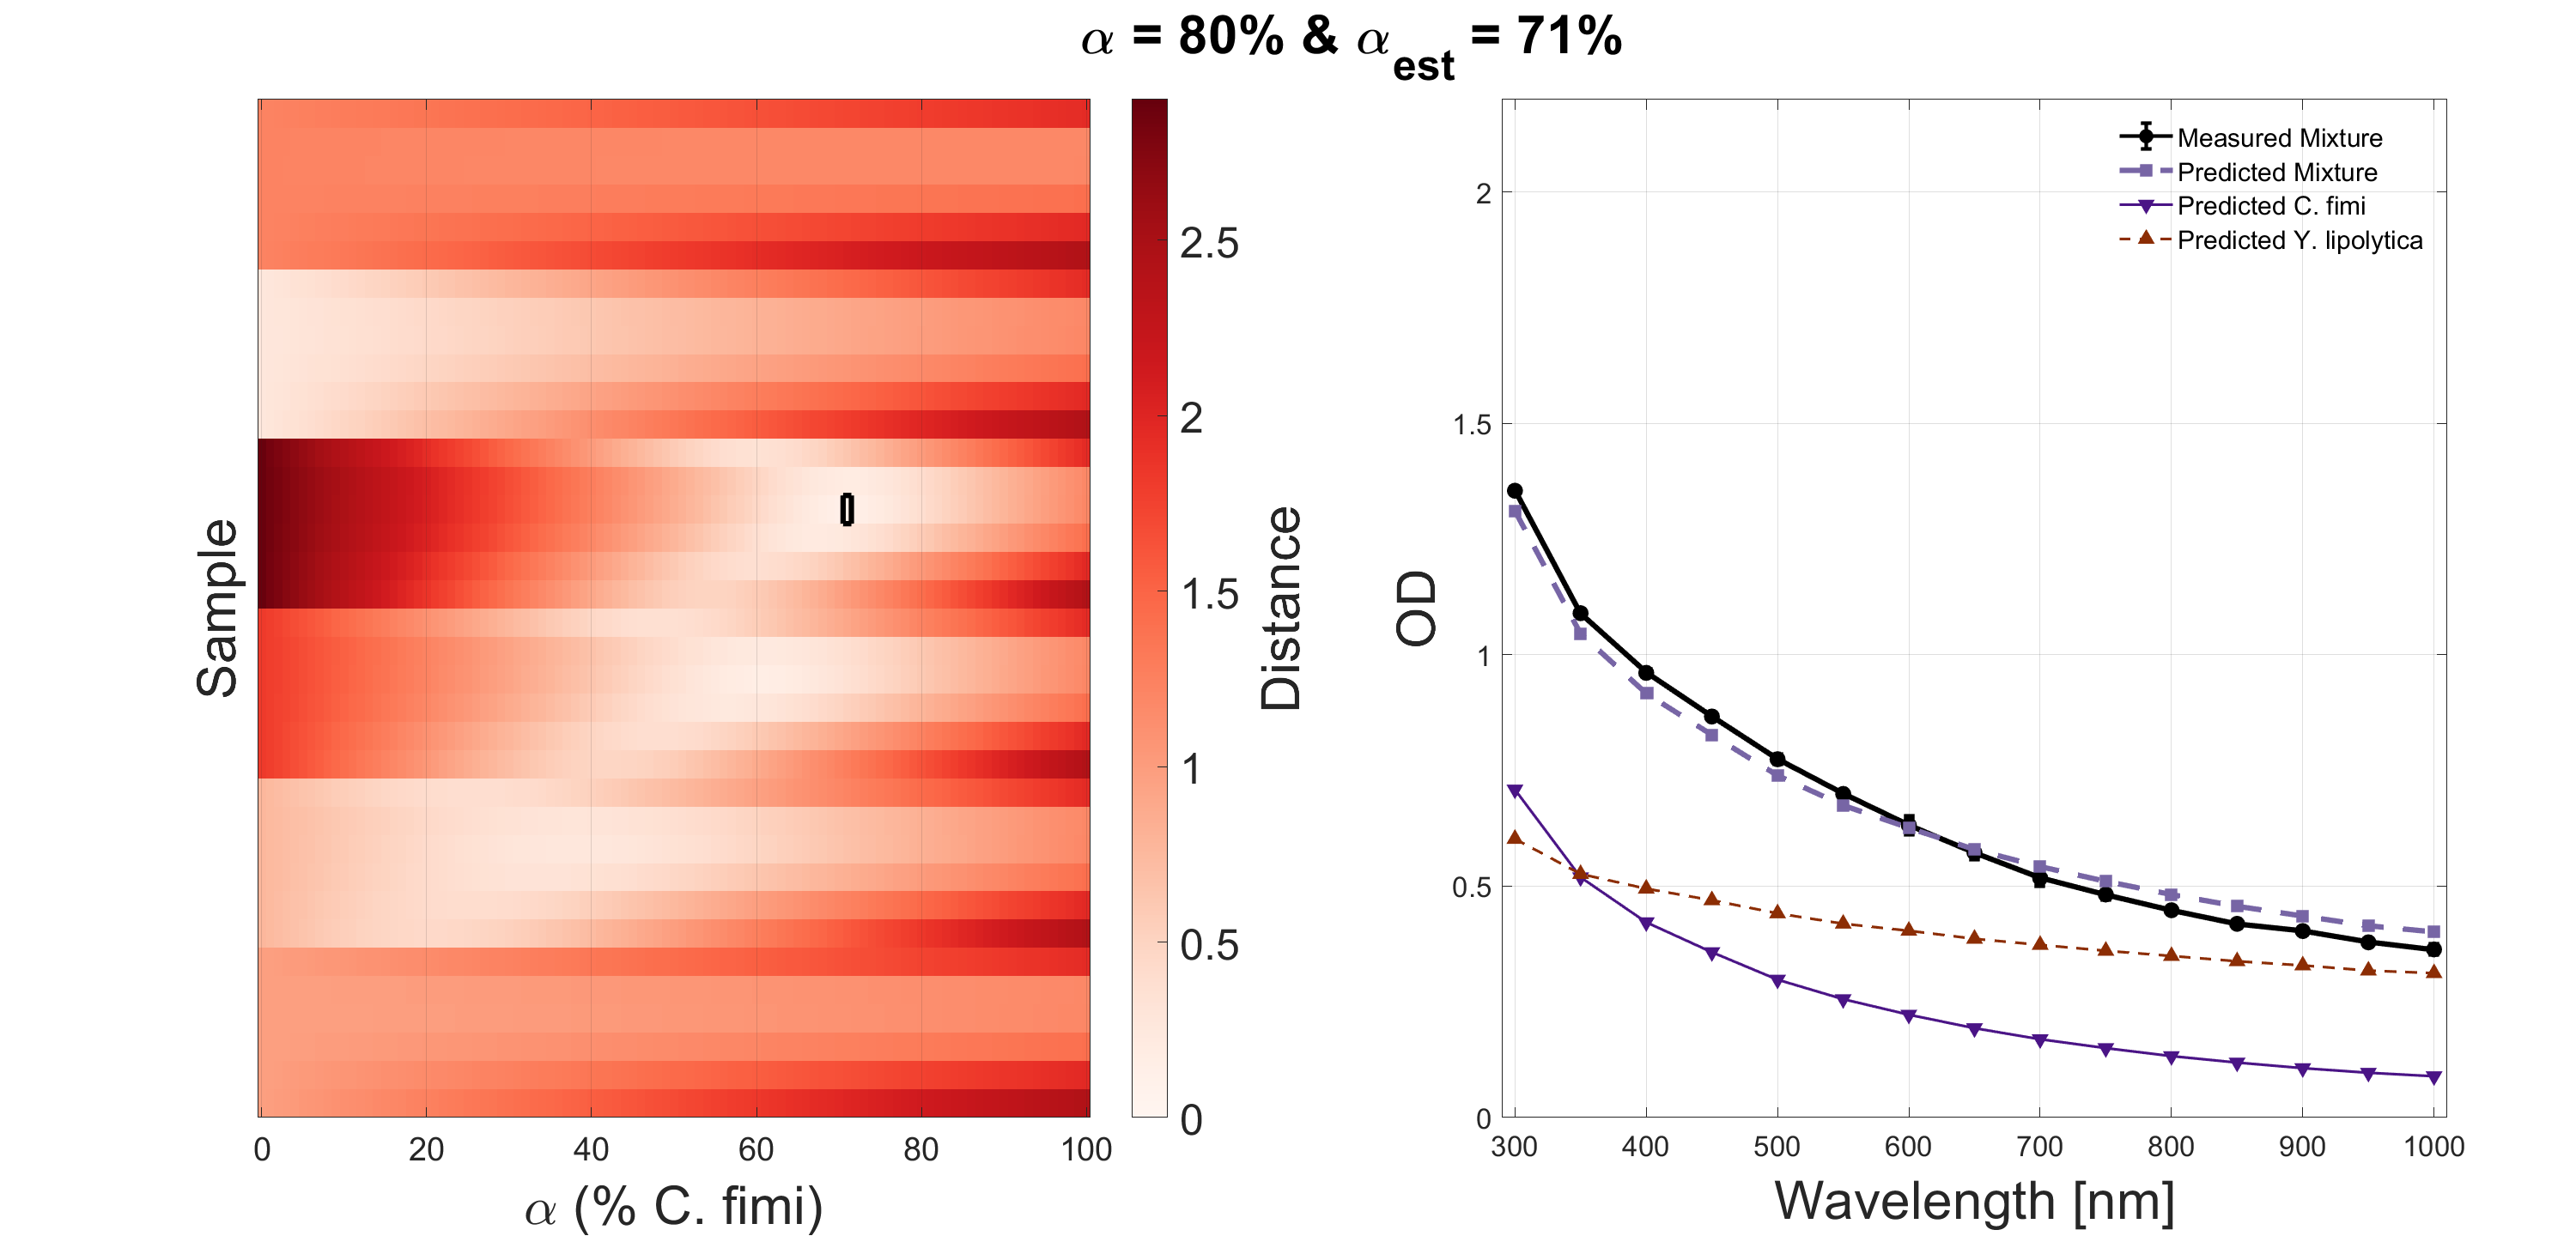 α = 80% & αest = 71%
Sample
0 20 40 60 80 100
α (% C. fimi)
2.5
2
1.5
1
0.5
0
Distance
OD
2
1.5
1
0.5
0
Measured Mixture
Predicted Mixture
Predicted C. fimi
Predicted Y. lipolytica
300 400 500 600 700 800 900 1000
Wavelength [nm]